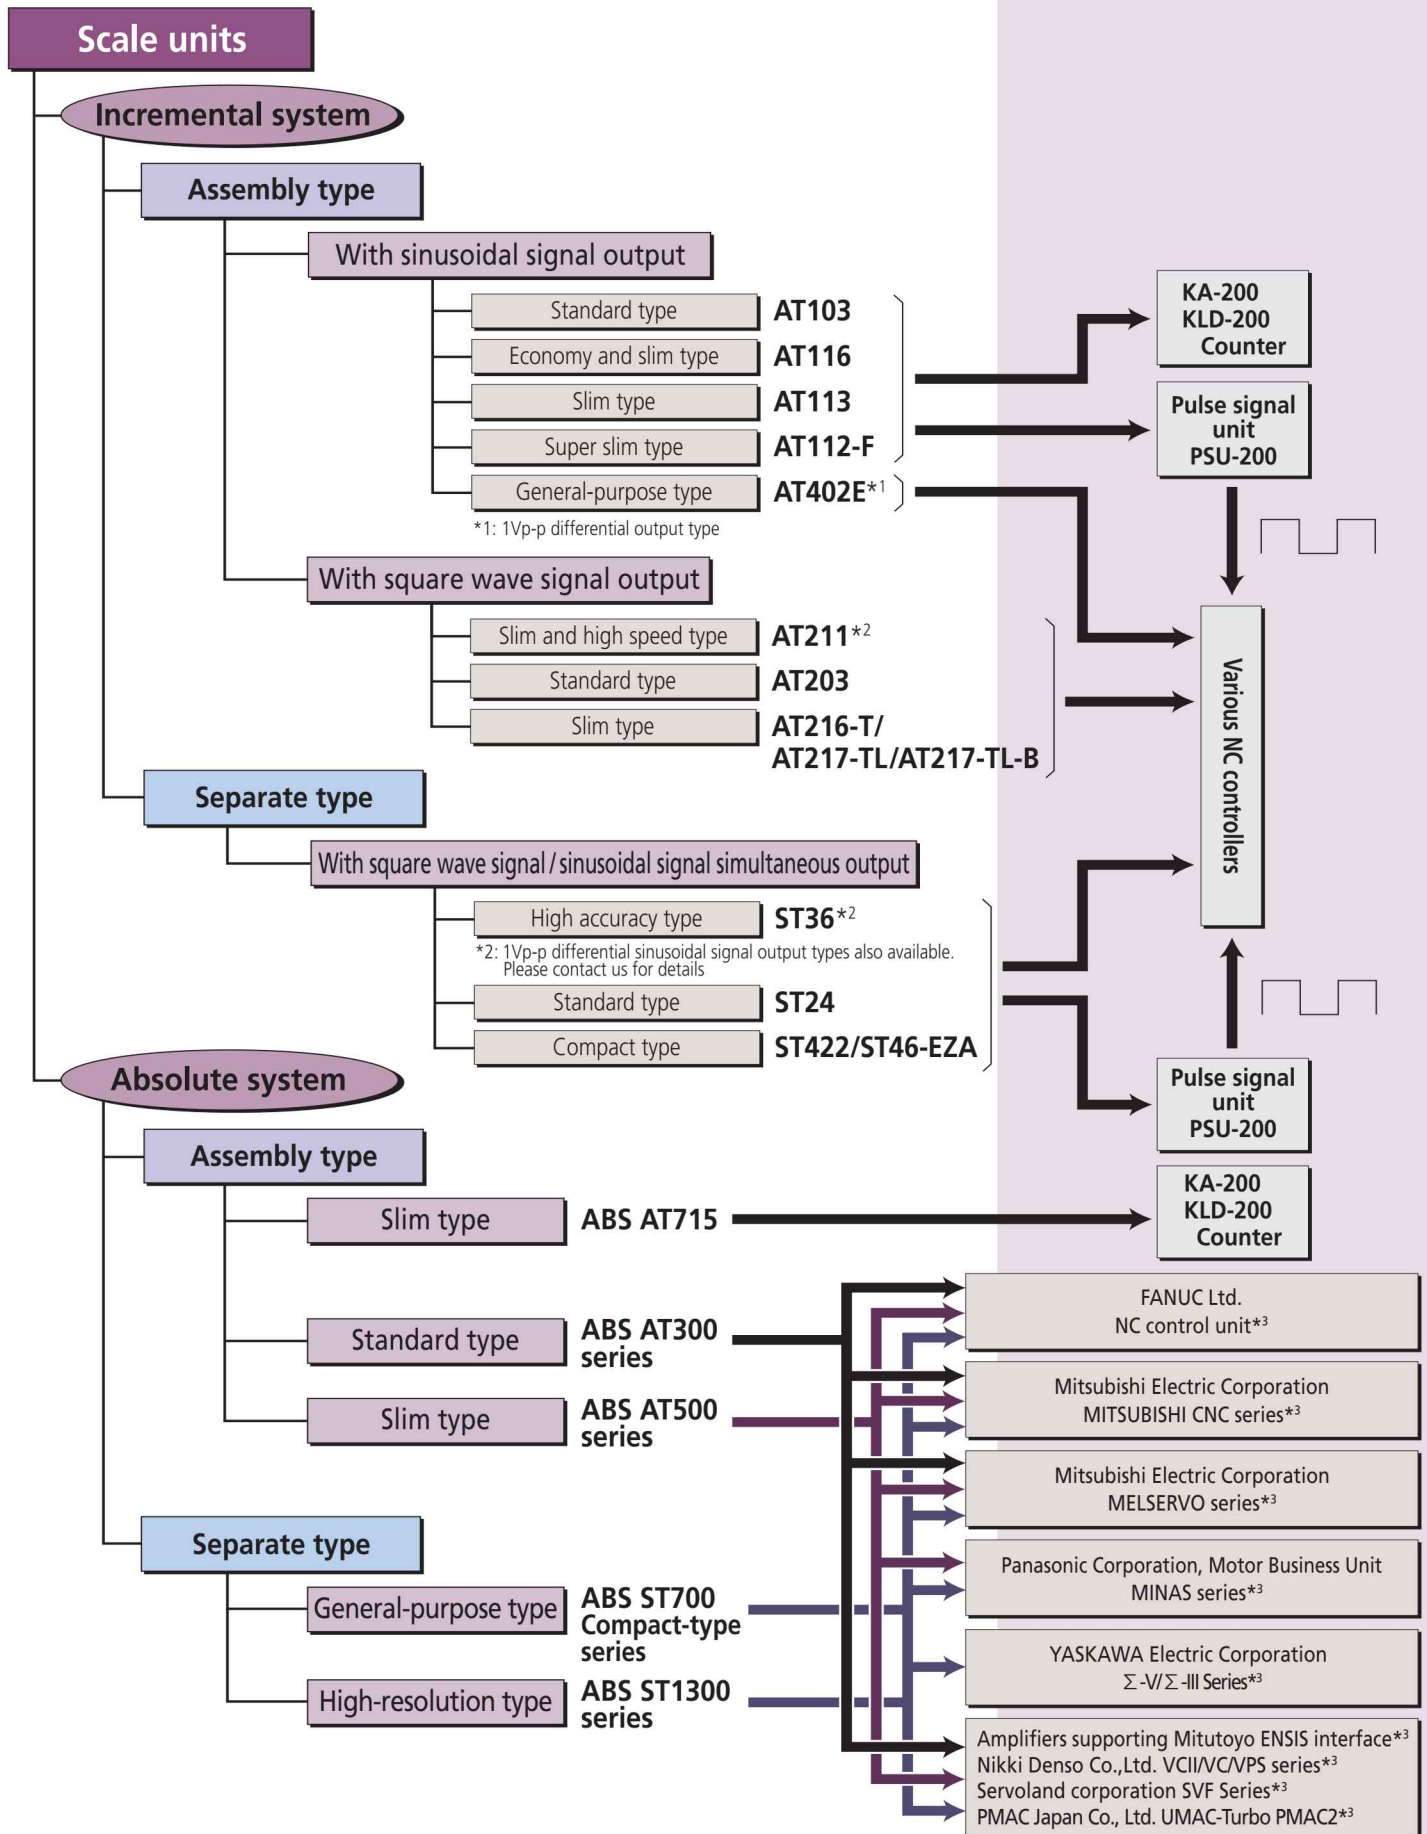 Scale units
Incremental system
Assembly type
With sinusoidal signal output
Standard type AT103
Economy and slim type AT116
Slim type AT113
Super slim type AT112-F
General-purpose type AT402E*1
*1: 1Vp-p differential output type
KA-200
KLD-200
Counter
Pulse signal
unit
PSU-200
With square wave signal output
Slim and high speed type AT211*2
Standard type AT203
Slim type AT216-T/
AT217-TL/AT217-TL-B
Various NC controllers
Separate type
With square wave signal/sinusoidal signal simultaneous output
High accuracy type ST36*2
*2: 1Vp-p differential sinusoidal signal output types also available.
Please contact us for details
Standard type ST24
Compact type ST422/ST46-EZA
Pulse signal
unit
PSU-200
Absolute system
Assembly type
Slim type ABS AT715
KA-200
KLD-200
Counter
Standard type ABS AT300
series
Slim type ABS AT500
series
Separate type
General-purpose type ABS ST700
Compact-type
series
High-resolution type ABS ST1300
series
FANUC Ltd.
NC control unit*3
Mitsubishi Electric Corporation
MITSUBISHI CNC series*3
Mitsubishi Electric Corporation
MELSERVO series*3
Panasonic Corporation, Motor Business Unit
MINAS series*3
YASKAWA Electric Corporation
Σ-V/Σ-III Series*3
Amplifiers supporting Mitutoyo ENSIS interface*3
Nikki Denso Co.,Ltd. VCII/VC/VPS series*3
Servoland corporation SVF Series*3
PMAC Japan Co., Ltd. UMAC-Turbo PMAC2*3